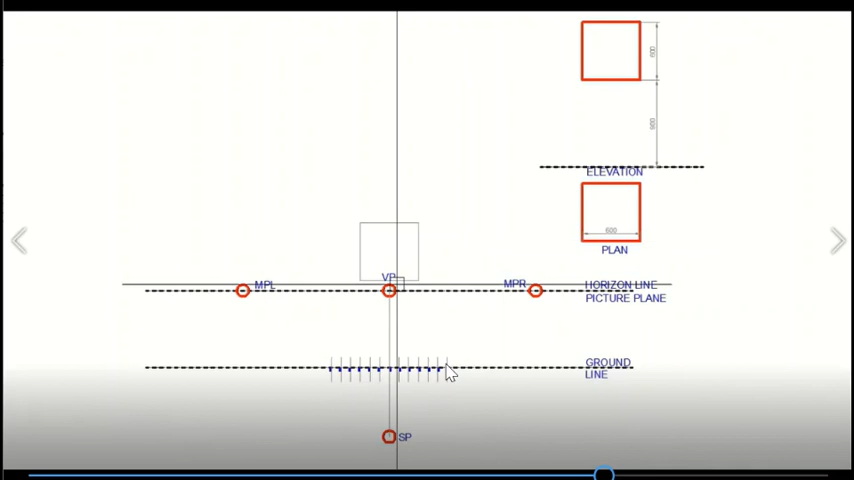 600
900
ELEVATION
600
PLAN
VP
MPL
MPR
HORIZON LINE
PICTURE PLANE
GROUND
LINE
SP